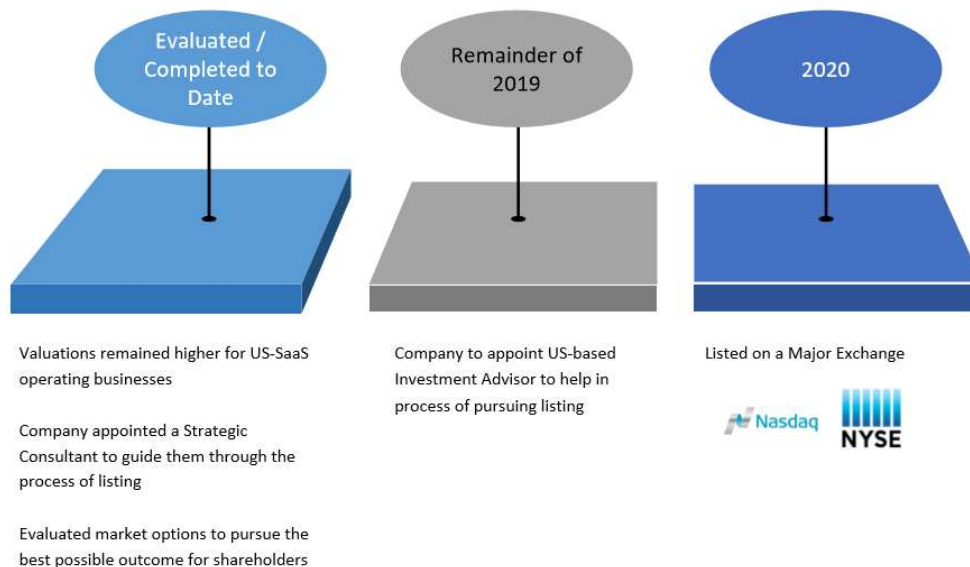 Evaluated /
Completed to
Date
Remainder of
2019
2020
Valuations remained higher for US-SaaS
operating businesses
Company appointed a Strategic
Consultant to guide them through the
process of listing
Evaluated market options to pursue the
best possible outcome for shareholders
Company to appoint US-based
Investment Advisor to help in
process of pursuing listing
Listed on a Major Exchange
Nasdaq
NYSE